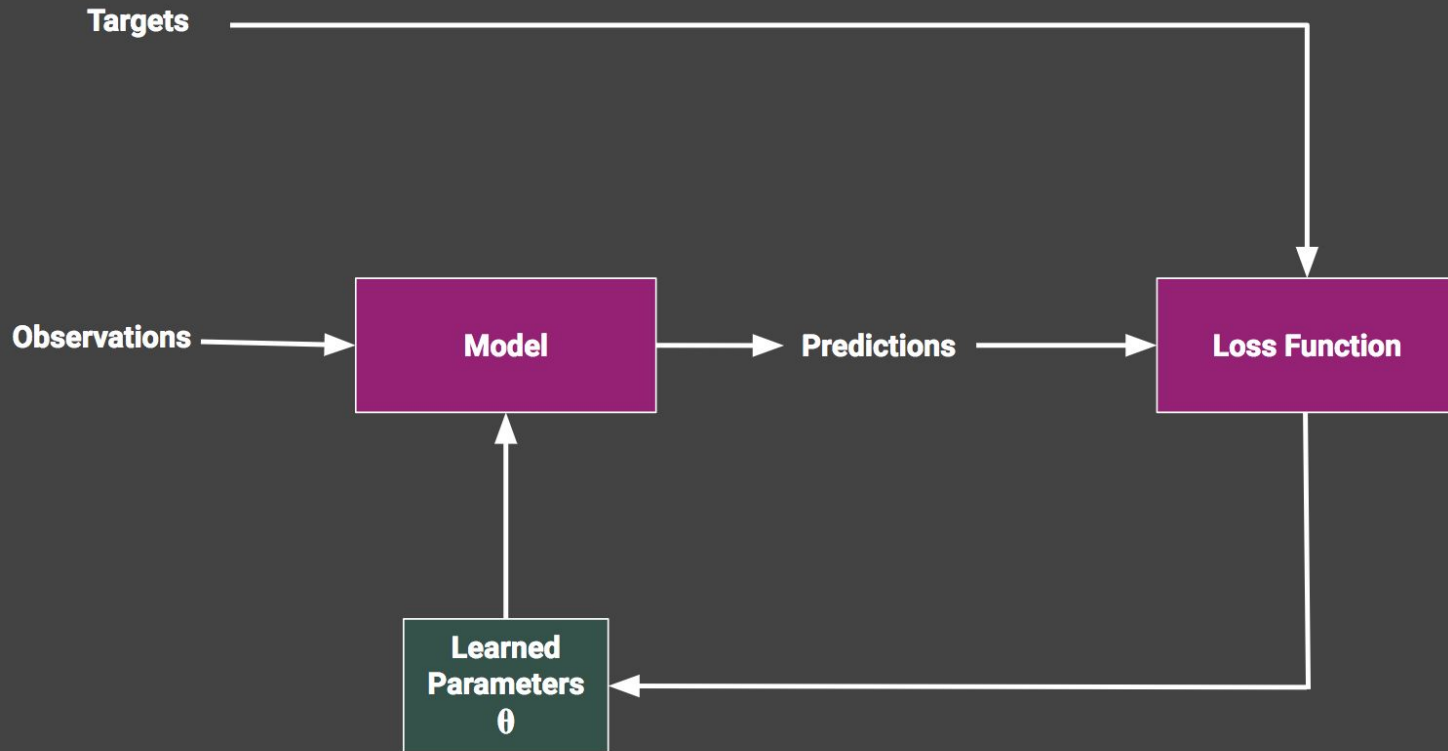 Targets
Observations
Model
Predictions
Loss Function
Learned
Parameters
θ